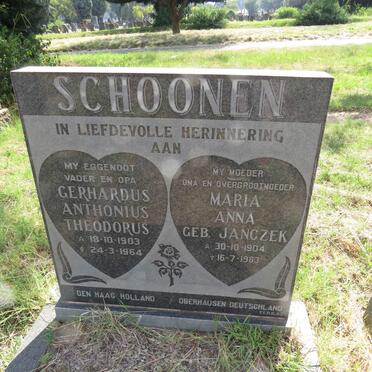 SCHOONEN
IN LIEFDEVOLLE HERINNERING
AAN
MY EGGENOOT
VADER EN OPA
GERHARDUS
ANTHONIUS
THEODORUS
* 18-10-1903
† 24-3-1964
MY MOEDER
OMA EN OVERGROOTMOEDER
MARIA
ANNA
GEB. JANCZEK
* 30-10-1904
† 16-7-1983
DEN HAAG HOLLAND
OBERHAUSEN DEUTSCHLAND